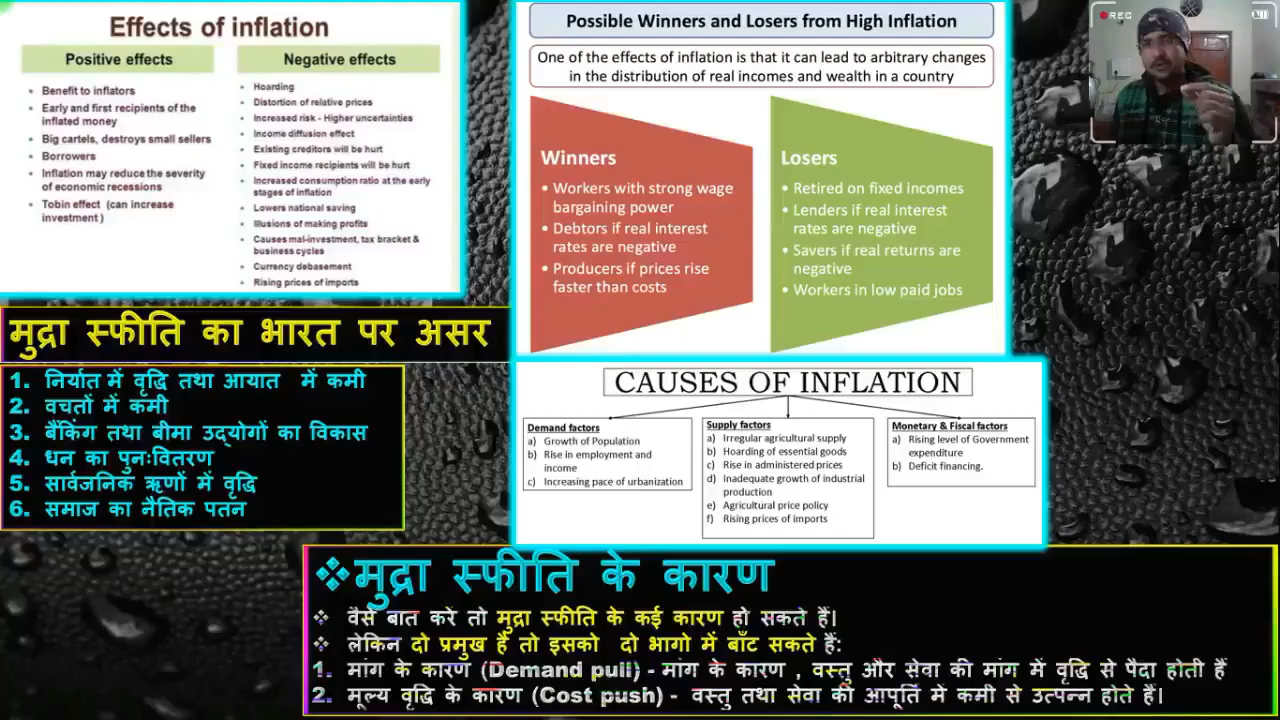 Effects of inflation
Positive effects
Benefit to inflators
Early and first recipients of the
inflated money
Big cartels, destroys small sellers
Borrowers
Inflation may reduce the severity
of economic recessions
Tobin effect (can increase
investment )
Negative effects
Hoarding
Distortion of relative prices
Increased risk - Higher uncertainties
Income diffusion effect
Existing creditors will be hurt
Fixed income recipients will be hurt
Increased consumption ratio at the early
stages of inflation
Lowers national saving
Illusions of making profits
Causes mal-investment, tax bracket &
business cycles
Currency debasement
Rising prices of imports
Possible Winners and Losers from High Inflation
One of the effects of inflation is that it can lead to arbitrary changes
in the distribution of real incomes and wealth in a country
Winners
• Workers with strong wage
bargaining power
• Debtors if real interest
rates are negative
• Producers if prices rise
faster than costs
Losers
• Retired on fixed incomes
• Lenders if real interest
rates are negative
• Savers if real returns are
negative
• Workers in low paid jobs
REC
मुद्रा स्फीति का भारत पर असर
1. निर्यात में वृद्धि तथा आयात में कमी
2. वचतों में कमी
3. बैंकिंग तथा बीमा उद्योगों का विकास
4. धन का पुनःवितरण
5. सार्वजनिक ऋणों में वृद्धि
6. समाज का नैतिक पतन
CAUSES OF INFLATION
Demand factors
a) Growth of Population
b) Rise in employment and
income
c) Increasing pace of urbanization
Supply factors
a) Irregular agricultural supply
b) Hoarding of essential goods
c) Rise in administered prices
d) Inadequate growth of industrial
production
e) Agricultural price policy
f) Rising prices of imports
Monetary & Fiscal factors
a) Rising level of Government
expenditure
b) Deficit financing.
❖मुद्रा स्फीति के कारण
❖ वैसे बात करें तो मुद्रा स्फीति के कई कारण हो सकते हैं।
❖ लेकिन दो प्रमुख हैं तो इसको दो भागो में बाँट सकते हैं:
1. मांग के कारण (Demand pull) - मांग के कारण , वस्तु और सेवा की मांग में वृद्धि से पैदा होती हैं
2. मूल्य वृद्धि के कारण (Cost push) - वस्तु तथा सेवा की आपूर्ति में कमी से उत्पन्न होते हैं।